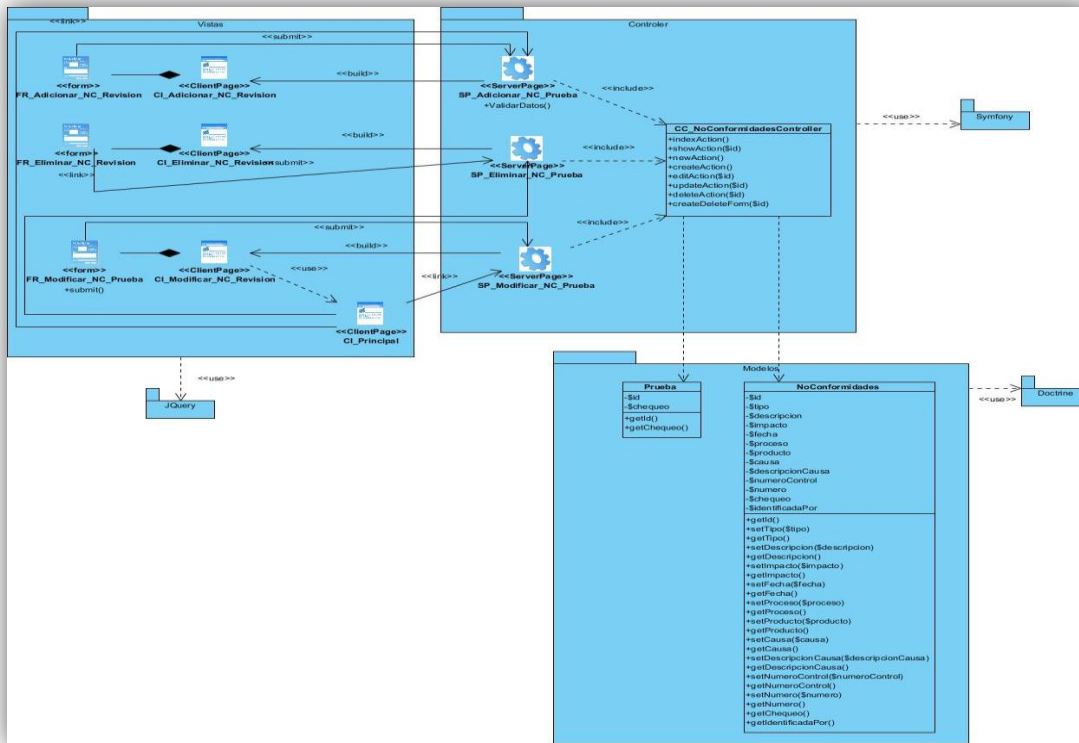 <<link>>
Vistas
<<submit>>
<<form>>
FR_Adicionar_NC_Revision
<<ClientPage>>
CI_Adicionar_NC_Revision
<<build>>
<<form>>
FR_Eliminar_NC_Revision
<<link>>
<<ClientPage>>
CI_Eliminar_NC_Revision
<<submit>>
<<build>>
<<submit>>
<<form>>
FR_Modificar_NC_Prueba
+submit()
<<ClientPage>>
CI_Modificar_NC_Revision
<<build>>
<<use>>
<<link>>
<<ClientPage>>
CI_Principal
Controler
<<ServerPage>>
SP_Adicionar_NC_Prueba
+ValidarDatos()
<<include>>
<<ServerPage>>
SP_Eliminar_NC_Prueba
<<include>>
<<ServerPage>>
SP_Modificar_NC_Prueba
<<include>>
CC_NoConformidadesController
+indexAction()
+showAction($id)
+newAction()
+createAction()
+editAction($id)
+updateAction($id)
+deleteAction($id)
+createDeleteForm($id)
<<use>>
Symfony
<<use>>
JQuery
Modelos
Prueba
-$id
-$chequeo
+getId()
+getChequeo()
NoConformidades
-$id
-$tipo
-$descripcion
-$impacto
-$fecha
-$proceso
-$producto
-$causa
-$descripcionCausa
-$numeroControl
-$numero
-$chequeo
-$identificadaPor
+getId()
+setTipo($tipo)
+getTipo()
+setDescripcion($descripcion)
+getDescripcion()
+setImpacto($impacto)
+getImpacto()
+setFecha($fecha)
+getFecha()
+setProceso($proceso)
+getProceso()
+setProducto($producto)
+getProducto()
+setCausa($causa)
+getCausa()
+setDescripcionCausa($descripcionCausa)
+getDescripcionCausa()
+setNumeroControl($numeroControl)
+getNumeroControl()
+setNumero($numero)
+getNumero()
+getChequeo()
+getIdentificadaPor()
<<use>>
Doctrine